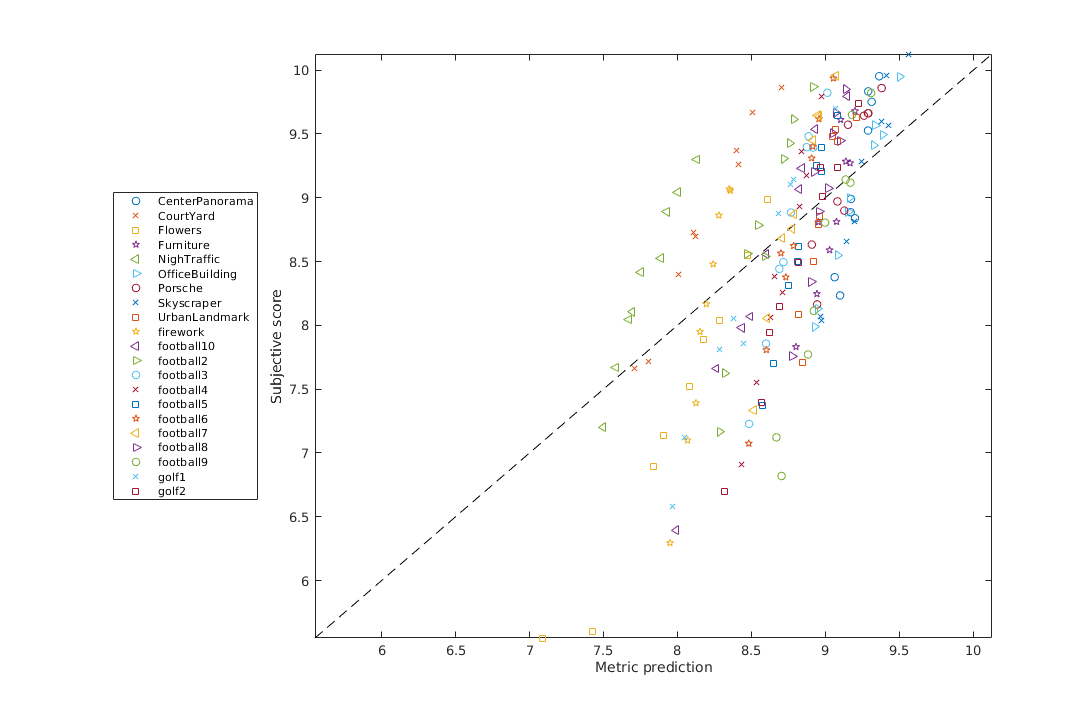 CenterPanorama
CourtYard
Flowers
Furniture
NighTraffic
OfficeBuilding
Porsche
Skyscraper
UrbanLandmark
firework
football10
football2
football3
football4
football5
football6
football7
football8
football9
golf1
golf2
Subjective score
10
9.5
9
8.5
8
7.5
7
6.5
6
6 6.5 7 7.5 8 8.5 9 9.5 10
Metric prediction